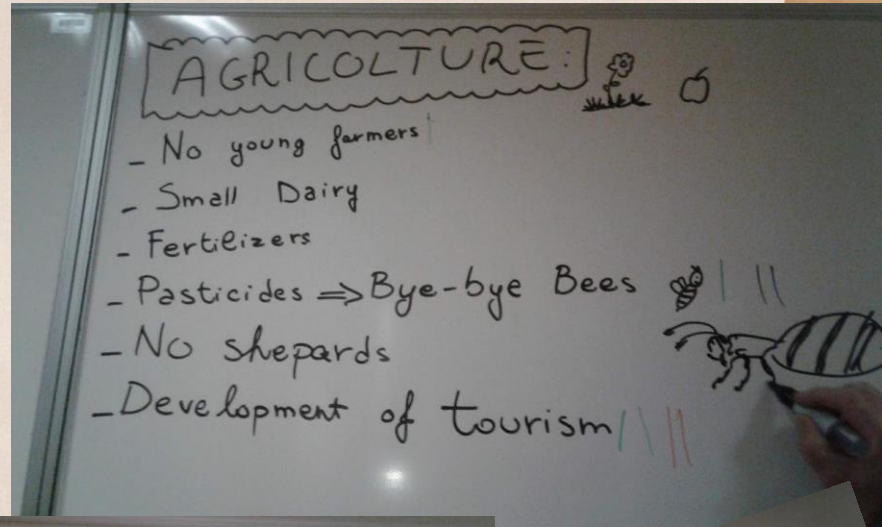 AGRICOLTURE:
- No young farmers
- Small Dairy
- Fertilizers
- Pasticides ⇒ Bye-bye Bees
- No shepards
- Development of tourism